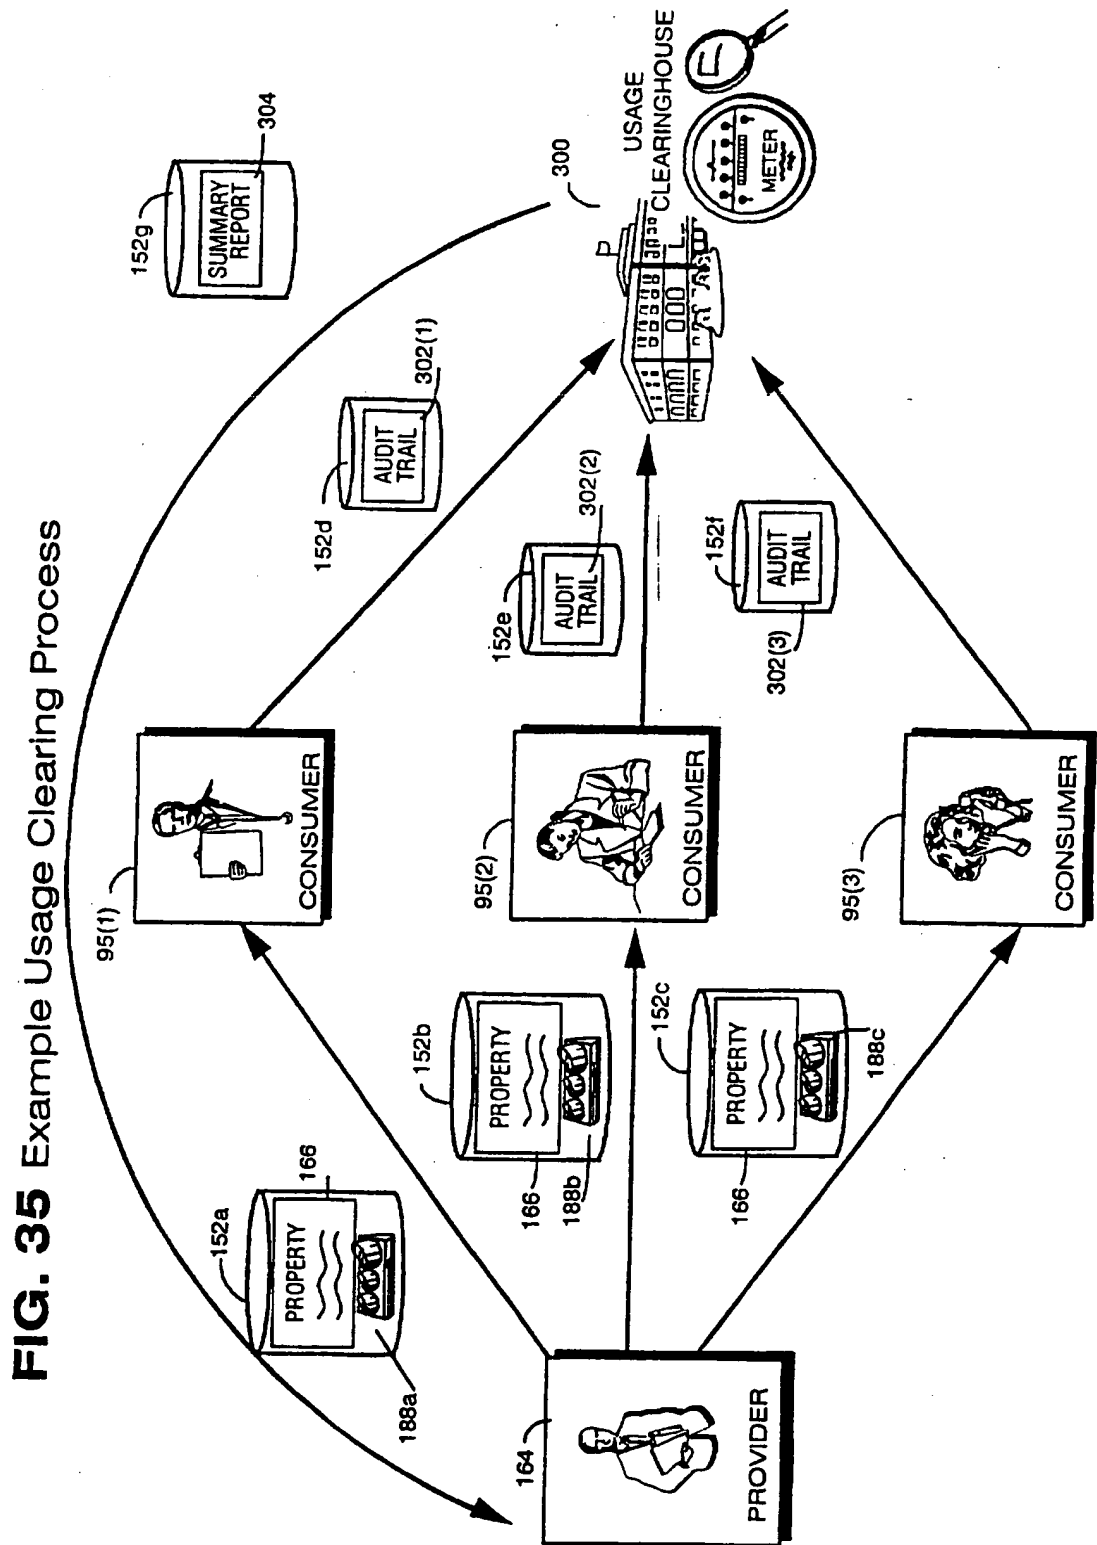 FIG. 35 Example Usage Clearing Process
152g
SUMMARY
REPORT
304
152d
AUDIT
TRAIL
302(1)
300
USAGE
CLEARINGHOUSE
METER
152e
AUDIT
TRAIL
302(2)
152f
AUDIT
TRAIL
302(3)
95(1)
CONSUMER
95(2)
CONSUMER
95(3)
CONSUMER
152a
PROPERTY
166
188a
152b
PROPERTY
166
188b
152c
PROPERTY
166
188c
164
PROVIDER